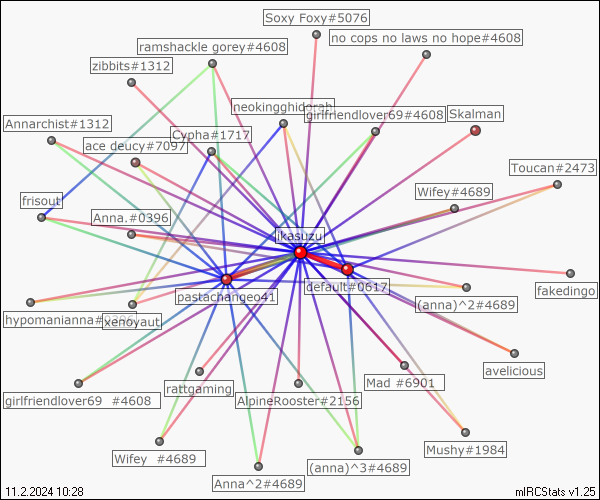 Soxy Foxy#5076
no cops no laws no hope#4608
ramshackle gorey#4608
zibbits#1312
neokingghidorah
girlfriendlover69#4608
Skalman
Annarchist#1312
Cypha#1717
ace deucy#7097
Toucan#2473
Wifey#4689
frisout
Anna.#0396
ikasuzu
default#0617
pastachangeo41
fakedingo
(anna)^2#4689
hypomanianna#0396
xenoyaut
avelicious
Mad #6901
rattgaming
girlfriendlover69 #4608
AlpineRooster#2156
Mushy#1984
Wifey #4689
(anna)^3#4689
Anna^2#4689
11.2.2024 10:28
mIRCStats v1.25